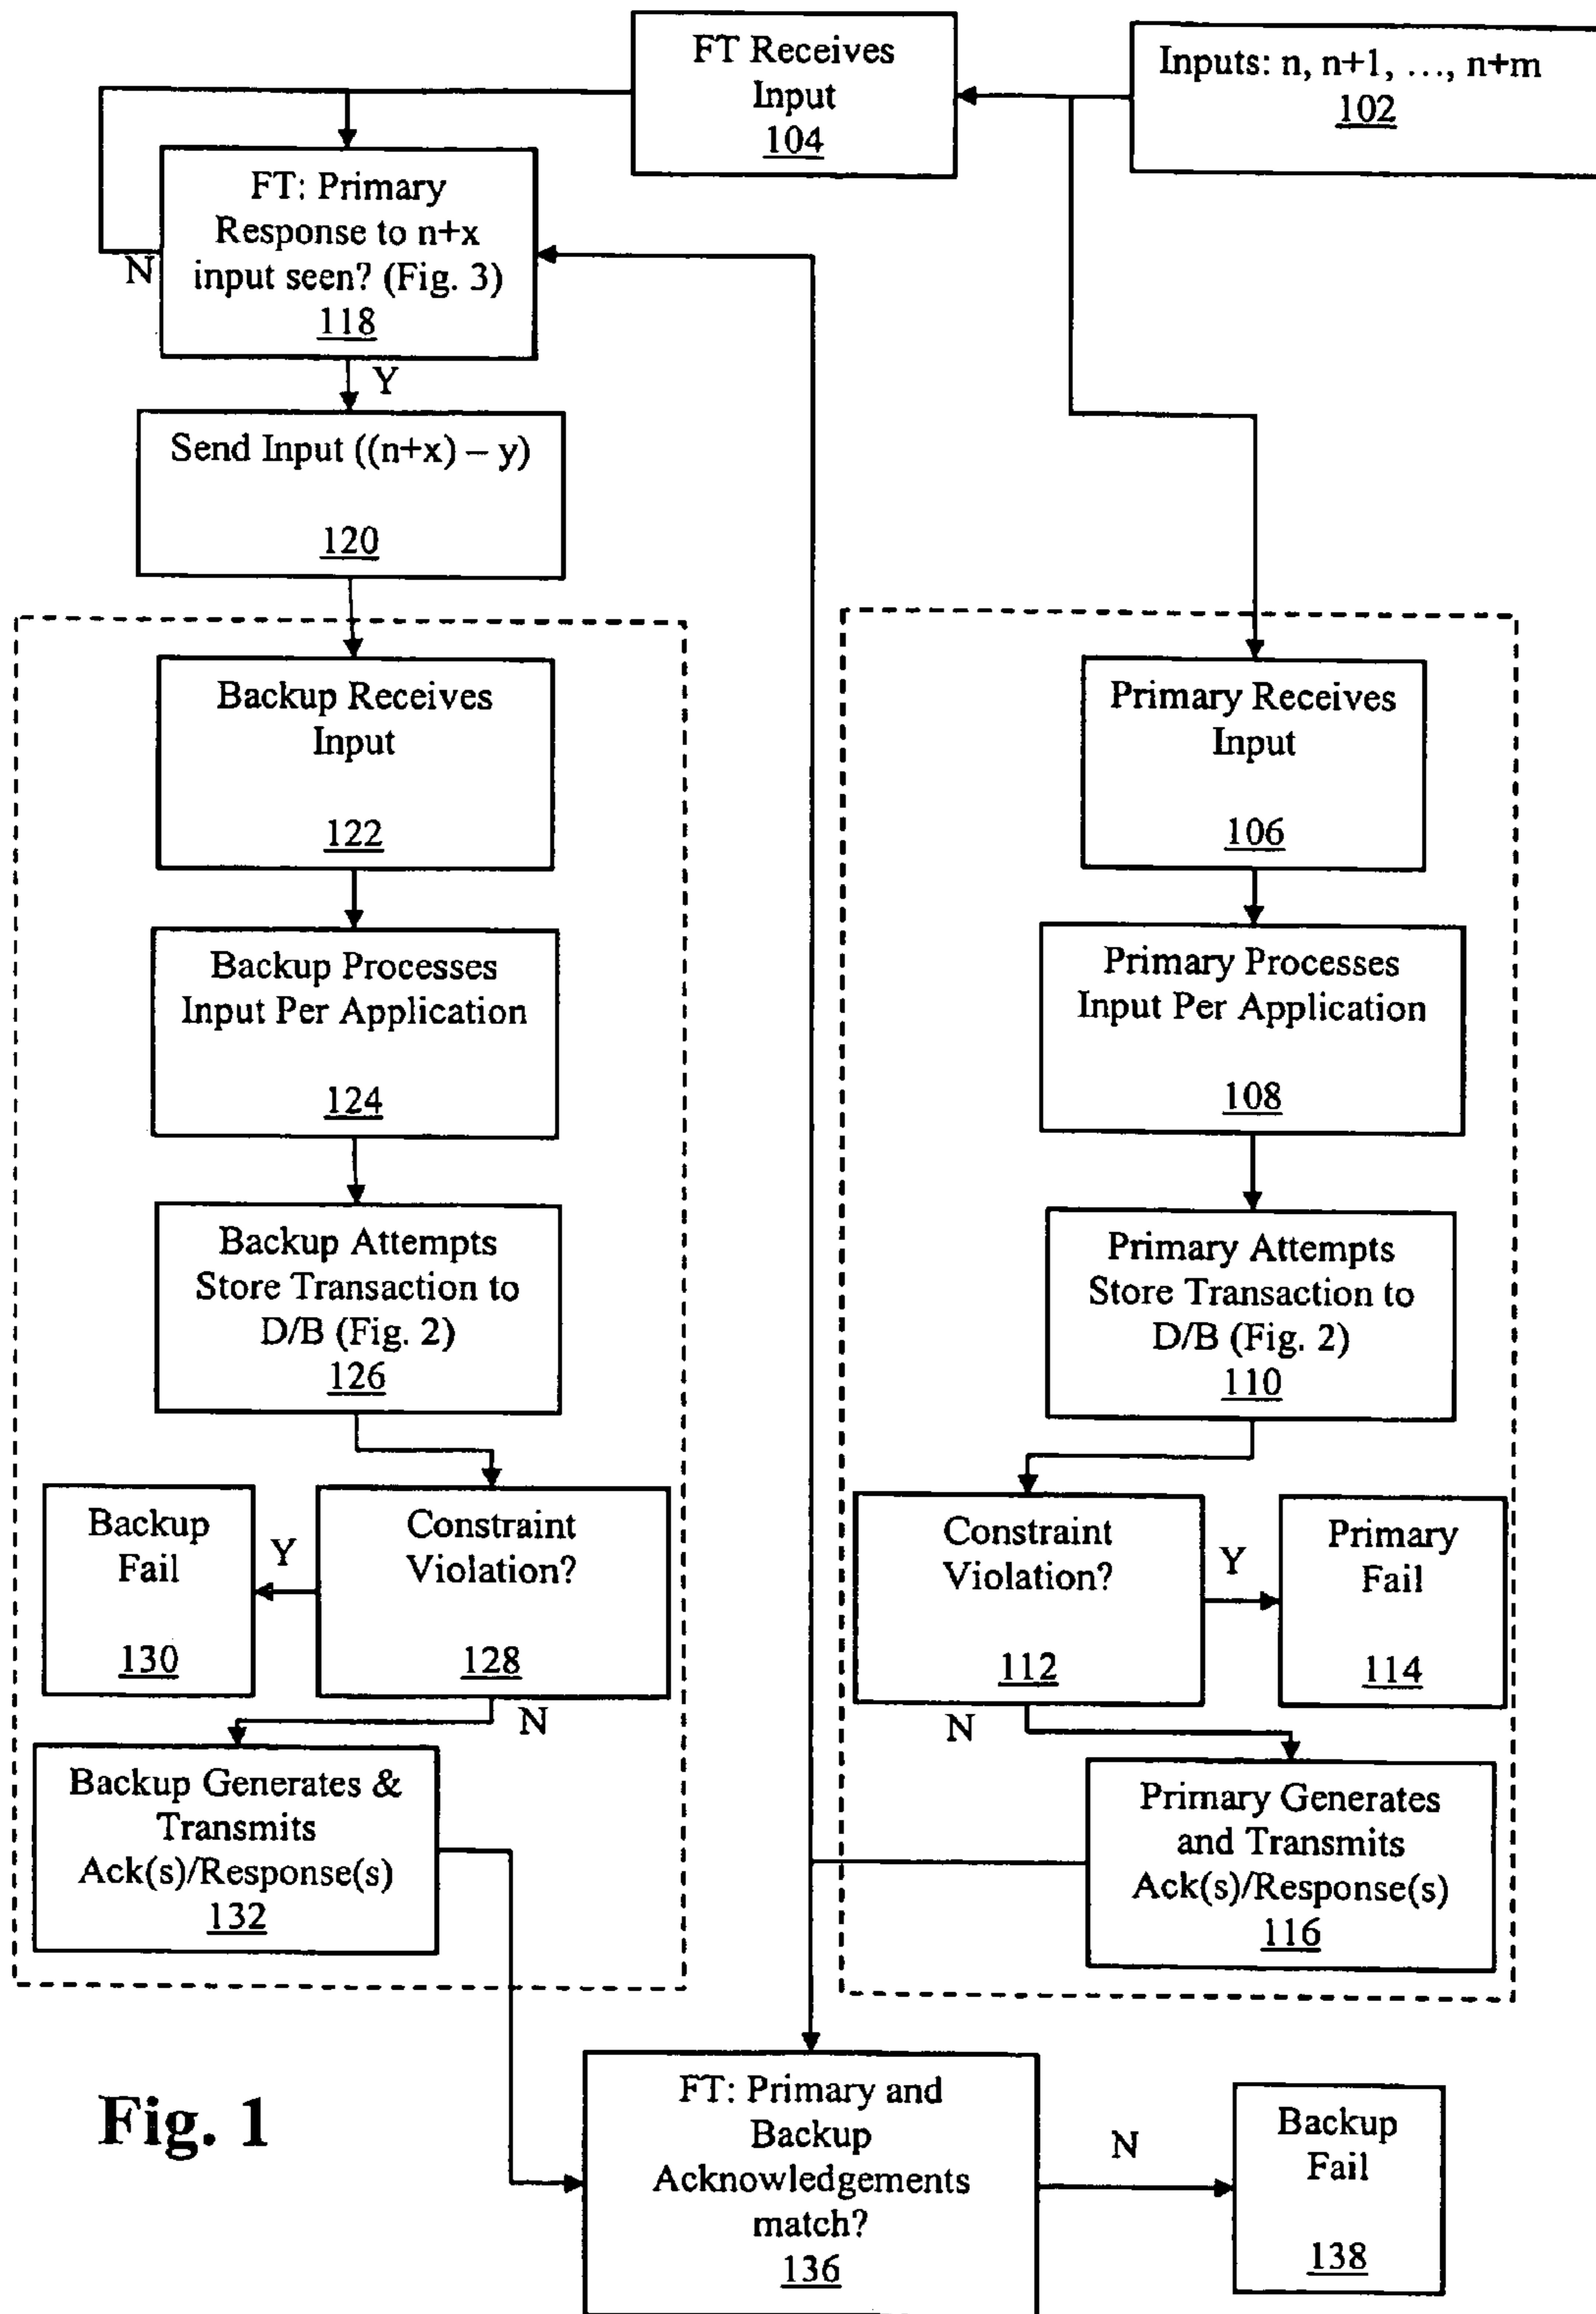 FT Receives
Input
104
Inputs: n, n+1, ..., n+m
102
FT: Primary
Response to n+x
input seen? (Fig. 3)
118
N
Y
Send Input ((n+x) – y)
120
Backup Receives
Input
122
Primary Receives
Input
106
Backup Processes
Input Per Application
124
Primary Processes
Input Per Application
108
Backup Attempts
Store Transaction to
D/B (Fig. 2)
126
Primary Attempts
Store Transaction to
D/B (Fig. 2)
110
Backup
Fail
130
Y
Constraint
Violation?
128
N
Constraint
Violation?
112
Y
Primary
Fail
114
N
Backup Generates &
Transmits
Ack(s)/Response(s)
132
Primary Generates
and Transmits
Ack(s)/Response(s)
116
Fig. 1
FT: Primary and
Backup
Acknowledgements
match?
136
N
Backup
Fail
138